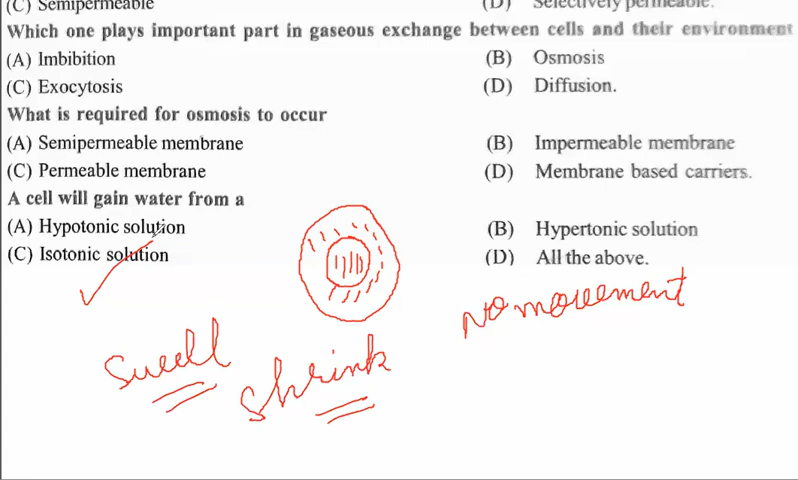 (C) Semipermeable (D) Selectively permeable.
Which one plays important part in gaseous exchange between cells and their environment
(A) Imbibition (B) Osmosis
(C) Exocytosis (D) Diffusion.
What is required for osmosis to occur
(A) Semipermeable membrane (B) Impermeable membrane
(C) Permeable membrane (D) Membrane based carriers.
A cell will gain water from a
(A) Hypotonic solution (B) Hypertonic solution
(C) Isotonic solution (D) All the above.
No movement
Swell
Shrink